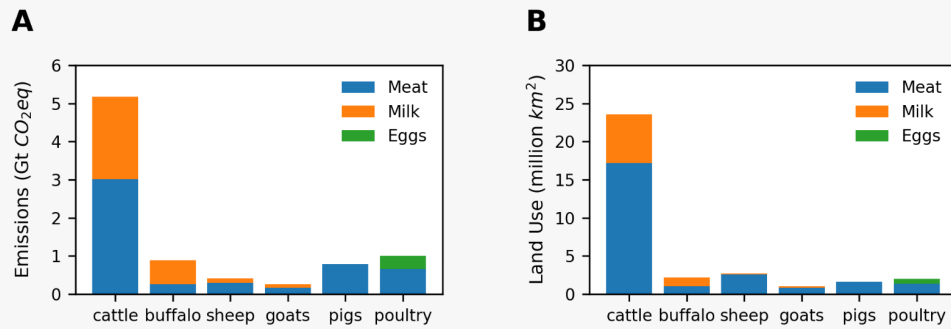 A
Emissions (Gt CO₂eq)
6
5
4
3
2
1
0
Meat
Milk
Eggs
cattle buffalo sheep goats pigs poultry
B
Land Use (million km²)
30
25
20
15
10
5
0
Meat
Milk
Eggs
cattle buffalo sheep goats pigs poultry